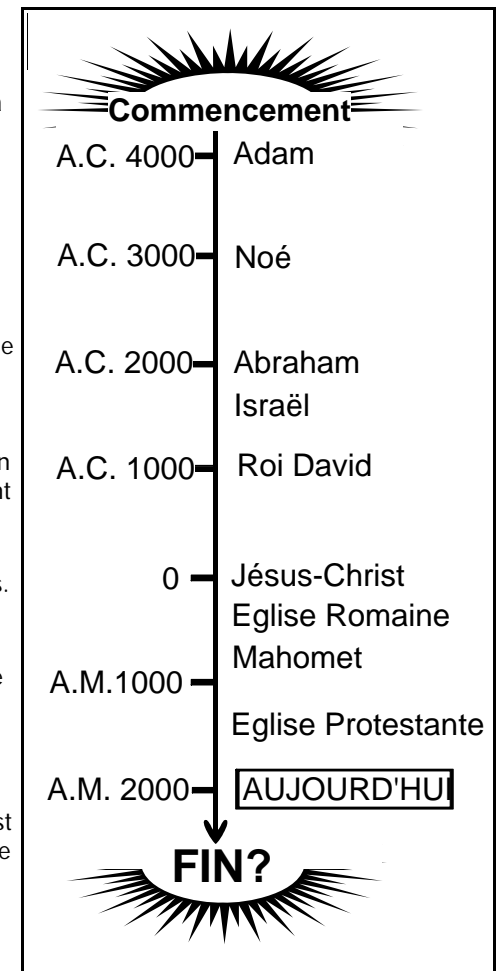 Commencement
A.C. 4000 Adam
A.C. 3000 Noé
A.C. 2000 Abraham
Israël
A.C. 1000 Roi David
0 Jésus-Christ
Eglise Romaine
Mahomet
A.M.1000
Eglise Protestante
A.M. 2000 AUJOURD'HUI
FIN?